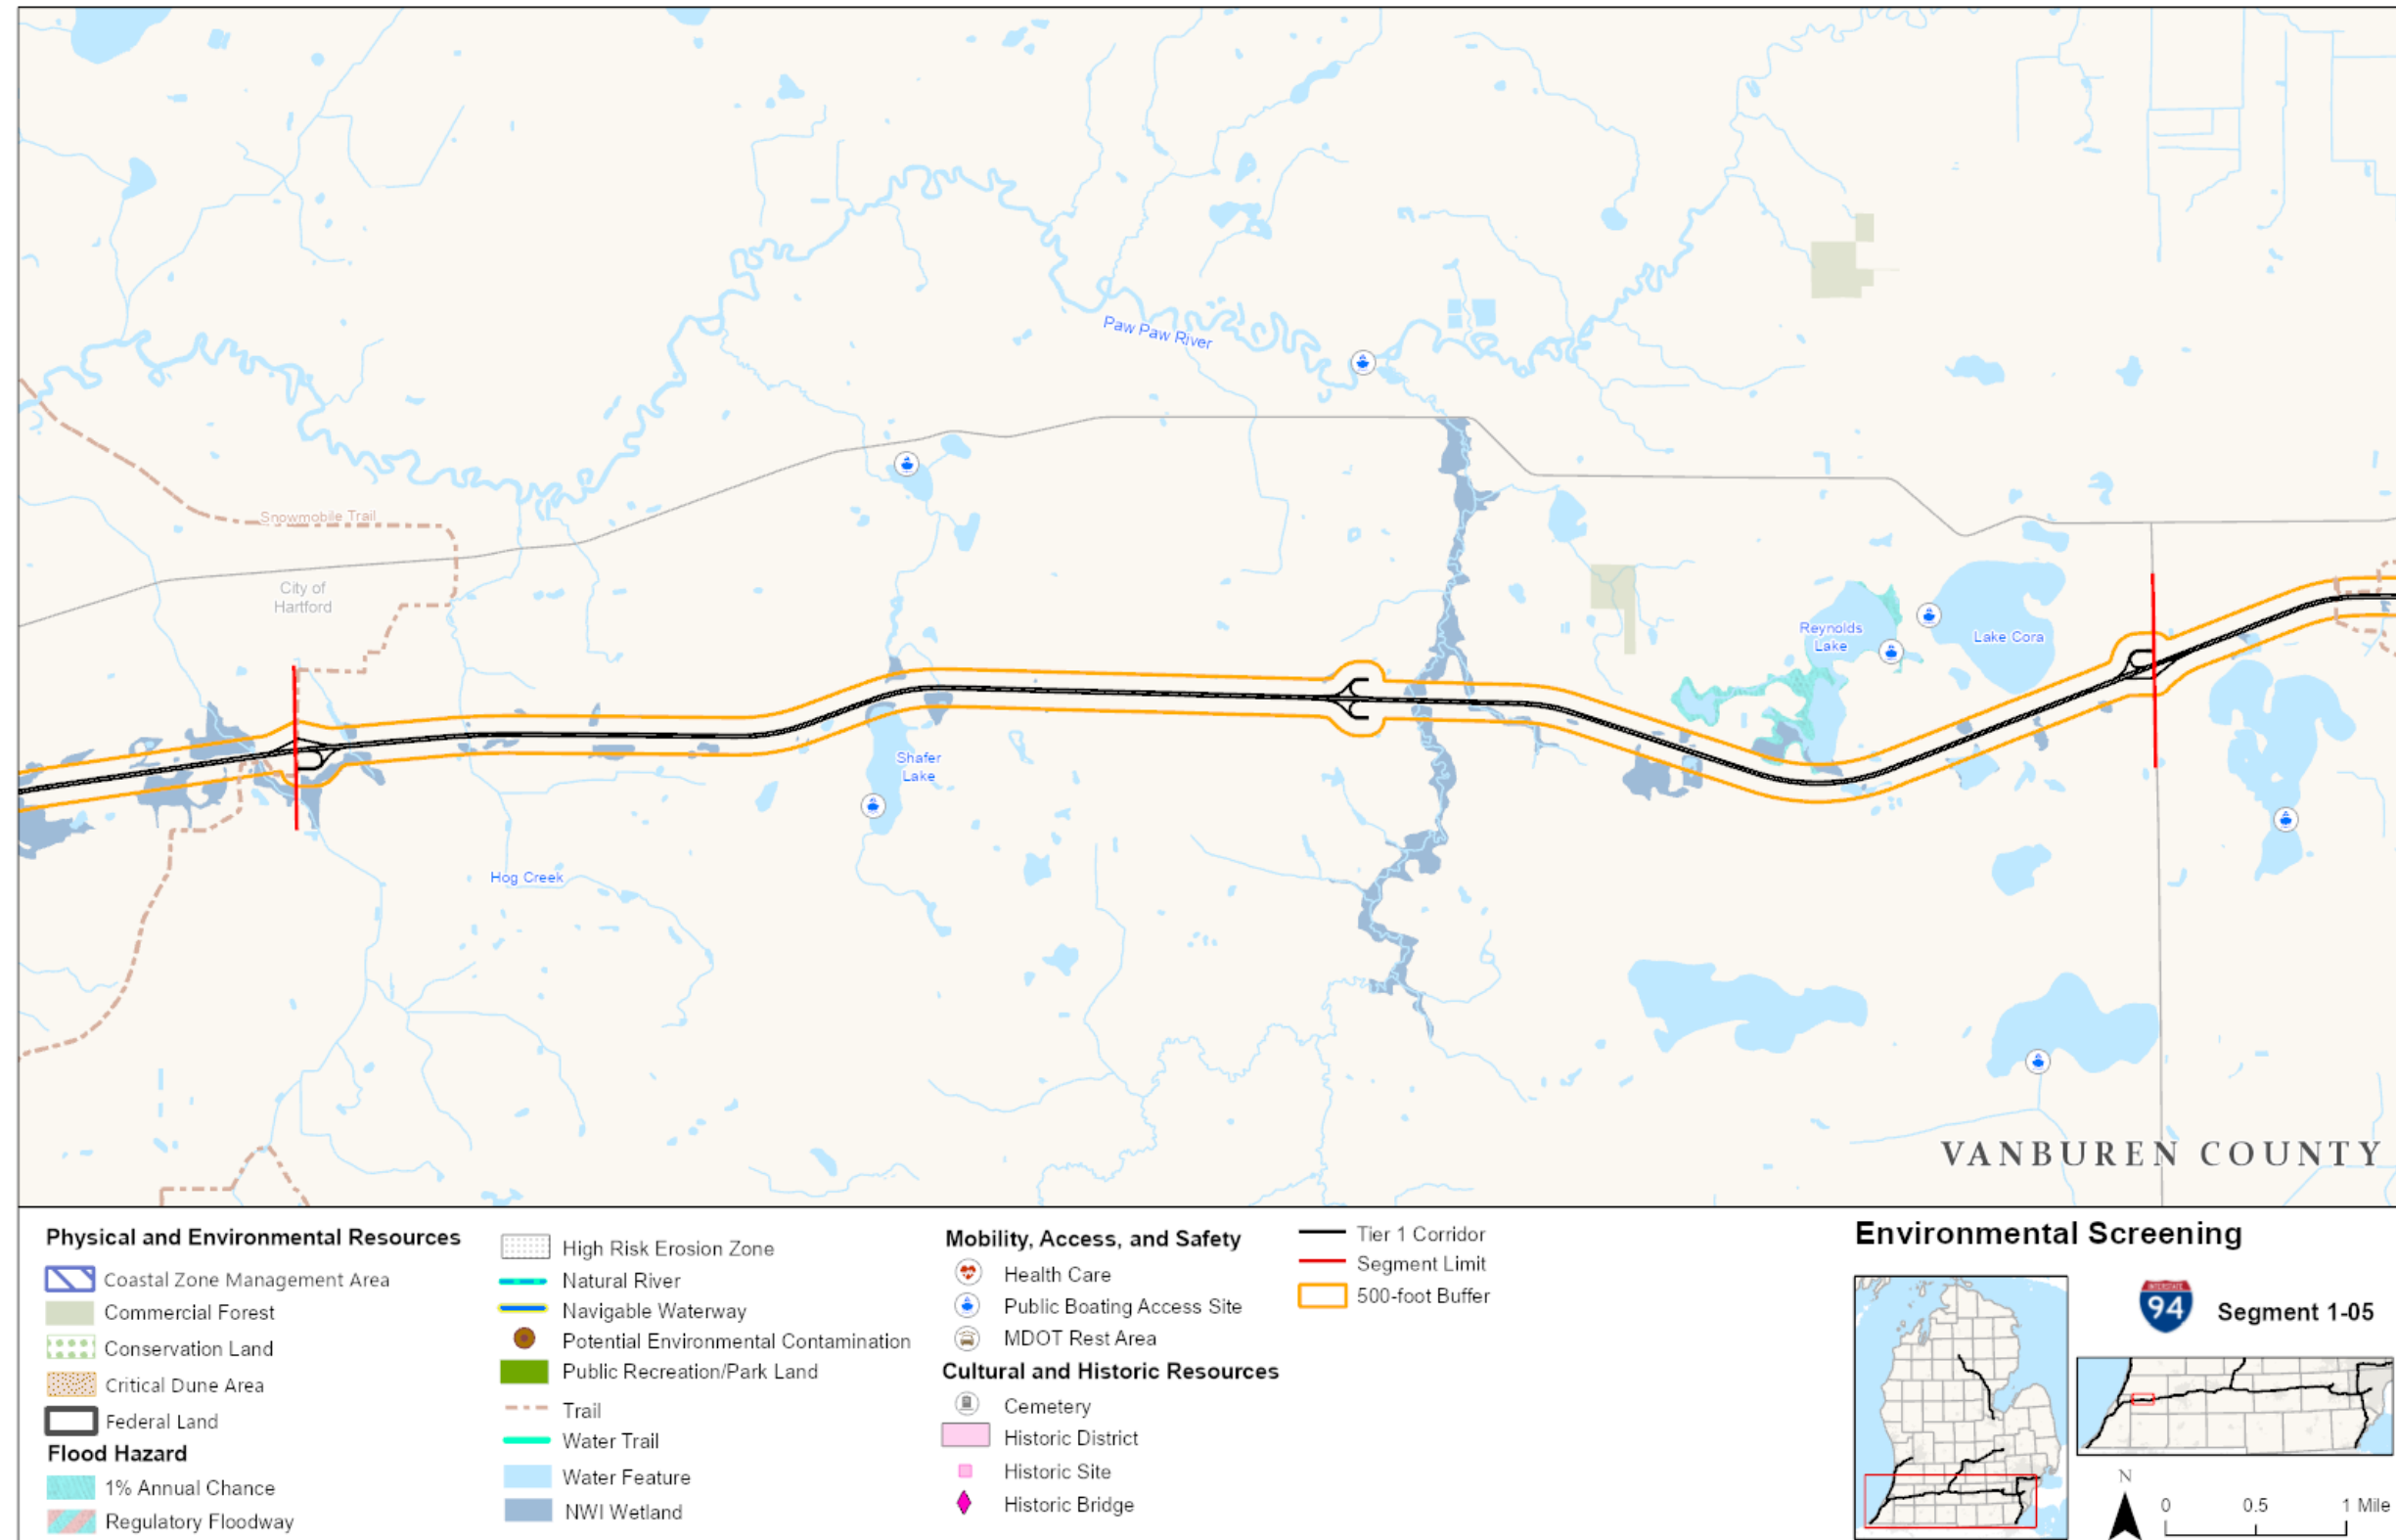 Paw Paw River
Snowmobile Trail
City of
Hartford
Reynolds
Lake
Lake Cora
Shafer
Lake
Hog Creek
VANBUREN COUNTY
Physical and Environmental Resources
Coastal Zone Management Area
Commercial Forest
Conservation Land
Critical Dune Area
Federal Land
Flood Hazard
1% Annual Chance
Regulatory Floodway
High Risk Erosion Zone
Natural River
Navigable Waterway
Potential Environmental Contamination
Public Recreation/Park Land
Trail
Water Trail
Water Feature
NWI Wetland
Mobility, Access, and Safety
Health Care
Public Boating Access Site
MDOT Rest Area
Cultural and Historic Resources
Cemetery
Historic District
Historic Site
Historic Bridge
Tier 1 Corridor
Segment Limit
500-foot Buffer
Environmental Screening
INTERSTATE
94
Segment 1-05
N
0 0.5 1 Mile